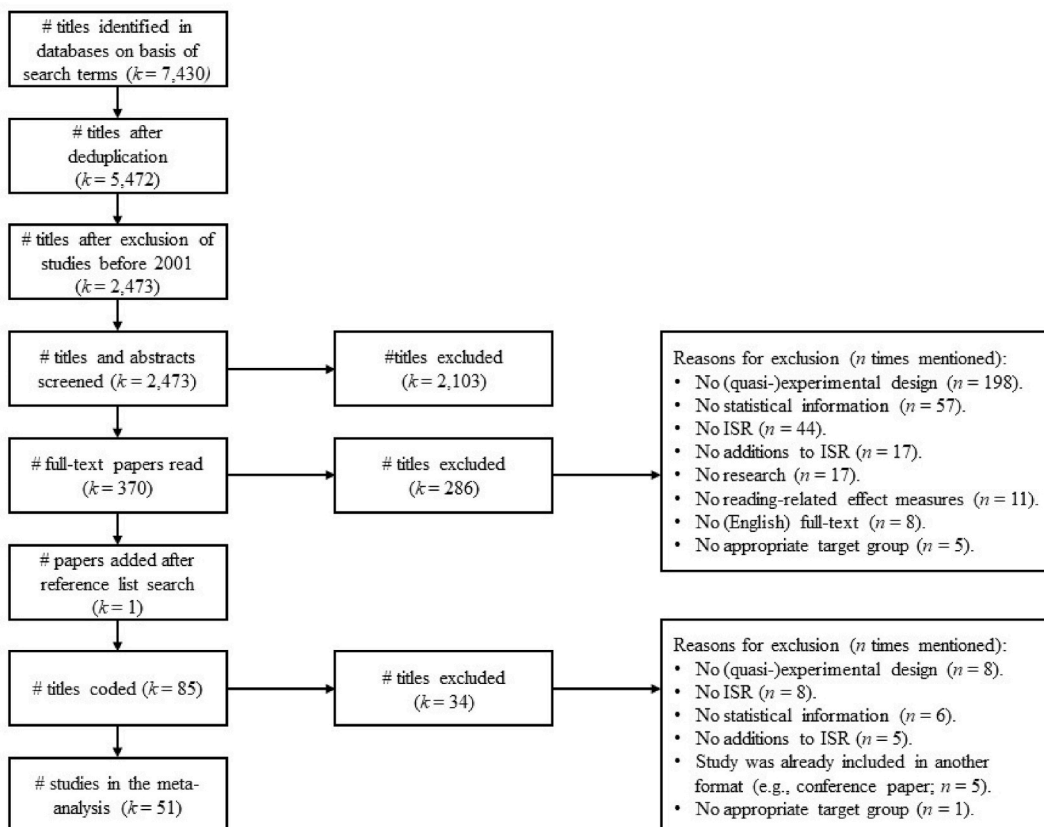 # titles identified in
databases on basis of
search terms (k = 7,430)
# titles after
deduplication
(k = 5,472)
# titles after exclusion of
studies before 2001
(k = 2,473)
# titles and abstracts
screened (k = 2,473)
#titles excluded
(k = 2,103)
# full-text papers read
(k = 370)
# titles excluded
(k = 286)
Reasons for exclusion (n times mentioned):
• No (quasi-)experimental design (n = 198).
• No statistical information (n = 57).
• No ISR (n = 44).
• No additions to ISR (n = 17).
• No research (n = 17).
• No reading-related effect measures (n = 11).
• No (English) full-text (n = 8).
• No appropriate target group (n = 5).
# papers added after
reference list search
(k = 1)
# titles coded (k = 85)
# titles excluded
(k = 34)
Reasons for exclusion (n times mentioned):
• No (quasi-)experimental design (n = 8).
• No ISR (n = 8).
• No statistical information (n = 6).
• No additions to ISR (n = 5).
• Study was already included in another
format (e.g., conference paper; n = 5).
• No appropriate target group (n = 1).
# studies in the meta-
analysis (k = 51)